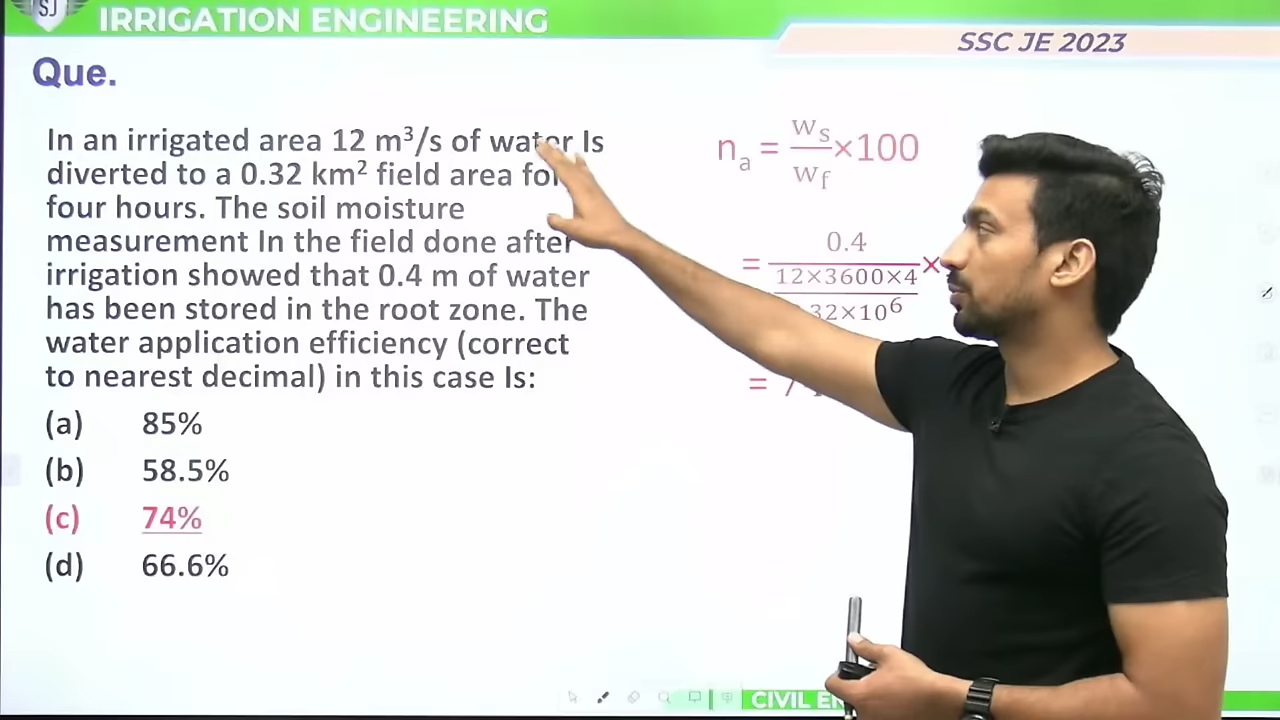 SJ
IRRIGATION ENGINEERING
SSC JE 2023
Que.
In an irrigated area 12 m³/s of water Is
diverted to a 0.32 km² field area for
four hours. The soil moisture
measurement In the field done after
irrigation showed that 0.4 m of water
has been stored in the root zone. The
water application efficiency (correct
to nearest decimal) in this case Is:
(a) 85%
(b) 58.5%
(c) 74%
(d) 66.6%
nₐ = wₛ/w_f ×100
= 0.4
12×3600×4 ×
32×10⁶
=
CIVIL